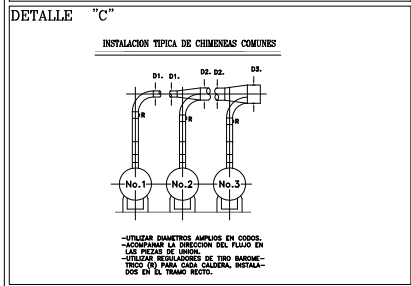 DETALLE "C"
INSTALACION TIPICA DE CHIMENEAS COMUNES
D1. D1. D2. D2. D3.
R R R
No.1 No.2 No.3
-UTILIZAR DIAMETROS AMPLIOS EN CODOS.
-ACOMPANAR LA DIRECCION DEL FLUJO EN
LAS PIEZAS DE UNION.
-UTILIZAR REGULADORES DE TIRO BAROME-
TRICO (R) PARA CADA CALDERA, INSTALA-
DOS EN EL TRAMO RECTO.